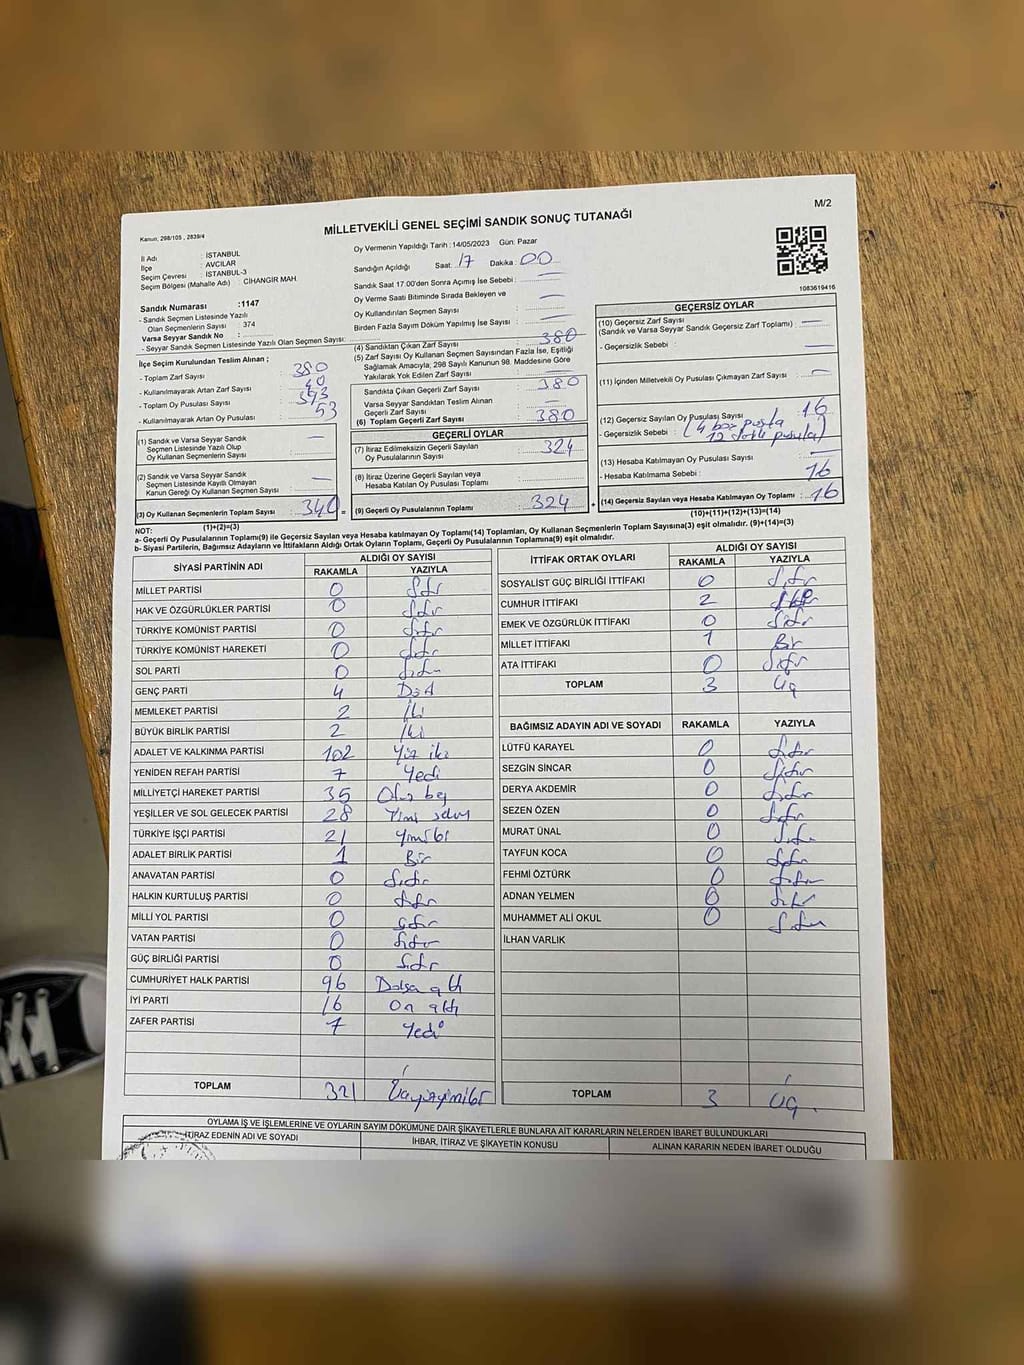 M/2
MİLLETVEKİLİ GENEL SEÇİMİ SANDIK SONUÇ TUTANAĞI
Kanun, 298/105 , 2839/4
İl Adı : İSTANBUL
İlçe : AVCILAR
Seçim Çevresi : İSTANBUL-3
Seçim Bölgesi (Mahalle Adı) : CİHANGİR MAH.
Sandık Numarası :1147
- Sandık Seçmen Listesinde Yazılı
Olan Seçmenlerin Sayısı : 374
Varsa Seyyar Sandık No :
- Seyyar Sandık Seçmen Listesinde Yazılı Olan Seçmen Sayısı:
İlçe Seçim Kurulundan Teslim Alınan ;
- Toplam Zarf Sayısı : 380
- Kullanılmayarak Artan Zarf Sayısı : 40
- Toplam Oy Pusulası Sayısı : 393
- Kullanılmayarak Artan Oy Pusulası : 53
(1) Sandık ve Varsa Seyyar Sandık
Seçmen Listesinde Yazılı Olup
Oy Kullanan Seçmenlerin Sayısı : —
(2) Sandık ve Varsa Seyyar Sandık
Seçmen Listesinde Kayıtlı Olmayan
Kanun Gereği Oy Kullanan Seçmen Sayısı : —
(3) Oy Kullanan Seçmenlerin Toplam Sayısı : 340 =
(1)+(2)=(3)
Oy Vermenin Yapıldığı Tarih : 14/05/2023 Gün: Pazar
Sandığın Açıldığı Saat: 17 Dakika : 00
Sandık Saat 17.00'den Sonra Açılmış İse Sebebi : —
Oy Verme Saati Bitiminde Sırada Bekleyen ve
Oy Kullandırılan Seçmen Sayısı : —
Birden Fazla Sayım Döküm Yapılmış İse Sayısı : —
(4) Sandıktan Çıkan Zarf Sayısı : 380
(5) Zarf Sayısı Oy Kullanan Seçmen Sayısından Fazla İse, Eşitliği
Sağlamak Amacıyla; 298 Sayılı Kanunun 98. Maddesine Göre
Yakılarak Yok Edilen Zarf Sayısı : —
Sandıkta Çıkan Geçerli Zarf Sayısı : 380
Varsa Seyyar Sandıktan Teslim Alınan
Geçerli Zarf Sayısı : —
(6) Toplam Geçerli Zarf Sayısı : 380
GEÇERLİ OYLAR
(7) İtiraz Edilmeksizin Geçerli Sayılan
Oy Pusulalarının Sayısı : 324
(8) İtiraz Üzerine Geçerli Sayılan veya
Hesaba Katılan Oy Pusulası Toplamı :
(9) Geçerli Oy Pusulalarının Toplamı : 324 +
1083619416
GEÇERSİZ OYLAR
(10) Geçersiz Zarf Sayısı : —
(Sandık ve Varsa Seyyar Sandık Geçersiz Zarf Toplamı)
- Geçersizlik Sebebi : —
(11) İçinden Milletvekili Oy Pusulası Çıkmayan Zarf Sayısı : —
(12) Geçersiz Sayılan Oy Pusulası Sayısı : 16
- Geçersizlik Sebebi : (4 boş pusula
12 pusula)
(13) Hesaba Katılmayan Oy Pusulası Sayısı : —
- Hesaba Katılmama Sebebi : 16
(14) Geçersiz Sayılan veya Hesaba Katılmayan Oy Toplamı : 16
(10)+(11)+(12)+(13)=(14)
NOT:
a- Geçerli Oy Pusulalarının Toplamı(9) ile Geçersiz Sayılan veya Hesaba katılmayan Oy Toplamı(14) Toplamları, Oy Kullanan Seçmenlerin Toplam Sayısına(3) eşit olmalıdır. (9)+(14)=(3)
b- Siyasi Partilerin, Bağımsız Adayların ve İttifakların Aldığı Ortak Oyların Toplamı, Geçerli Oy Pusulalarının Toplamına(9) eşit olmalıdır.
SİYASİ PARTİNİN ADI ALDIĞI OY SAYISI
RAKAMLA YAZIYLA
MİLLET PARTİSİ 0 Sıfır
HAK VE ÖZGÜRLÜKLER PARTİSİ 0 Sıfır
TÜRKİYE KOMÜNİST PARTİSİ 0 Sıfır
TÜRKİYE KOMÜNİST HAREKETİ 0 Sıfır
SOL PARTİ 0 Sıfır
GENÇ PARTİ 4 Dört
MEMLEKET PARTİSİ 2 İki
BÜYÜK BİRLİK PARTİSİ 2 İki
ADALET VE KALKINMA PARTİSİ 102 Yüz iki
YENİDEN REFAH PARTİSİ 7 Yedi
MİLLİYETÇİ HAREKET PARTİSİ 35 Otuz beş
YEŞİLLER VE SOL GELECEK PARTİSİ 28 Yirmi sekiz
TÜRKİYE İŞÇİ PARTİSİ 21 Yirmi bir
ADALET BİRLİK PARTİSİ 1 Bir
ANAVATAN PARTİSİ 0 Sıfır
HALKIN KURTULUŞ PARTİSİ 0 Sıfır
MİLLİ YOL PARTİSİ 0 Sıfır
VATAN PARTİSİ 0 Sıfır
GÜÇ BİRLİĞİ PARTİSİ 0 Sıfır
CUMHURİYET HALK PARTİSİ 96 Doksan altı
İYİ PARTİ 16 On altı
ZAFER PARTİSİ 7 Yedi
TOPLAM 321 Üçyüzyirmibir
İTTİFAK ORTAK OYLARI ALDIĞI OY SAYISI
RAKAMLA YAZIYLA
SOSYALİST GÜÇ BİRLİĞİ İTTİFAKI 0 Sıfır
CUMHUR İTTİFAKI 2
EMEK VE ÖZGÜRLÜK İTTİFAKI 0 Sıfır
MİLLET İTTİFAKI 1 Bir
ATA İTTİFAKI 0 Sıfır
TOPLAM 3 Üç
BAĞIMSIZ ADAYIN ADI VE SOYADI RAKAMLA YAZIYLA
LÜTFÜ KARAYEL 0 Sıfır
SEZGİN SİNCAR 0 Sıfır
DERYA AKDEMİR 0 Sıfır
SEZEN ÖZEN 0 Sıfır
MURAT ÜNAL 0 Sıfır
TAYFUN KOCA 0 Sıfır
FEHMİ ÖZTÜRK 0 Sıfır
ADNAN YELMEN 0 Sıfır
MUHAMMET ALİ OKUL 0 Sıfır
İLHAN VARLIK
TOPLAM 3 Üç.
OYLAMA İŞ VE İŞLEMLERİNE VE OYLARIN SAYIM DÖKÜMÜNE DAİR ŞİKAYETLERLE BUNLARA AİT KARARLARIN NELERDEN İBARET BULUNDUKLARI
İTİRAZ EDENİN ADI VE SOYADI İHBAR, İTİRAZ VE ŞİKAYETİN KONUSU ALINAN KARARIN NEDEN İBARET OLDUĞU